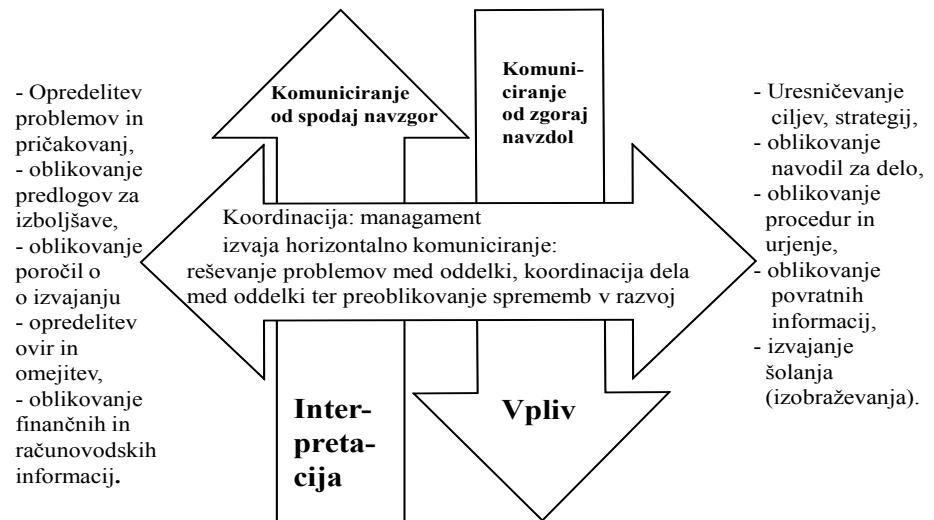 - Opredelitev
problemov in
pričakovanj,
- oblikovanje
predlogov za
izboljšave,
- oblikovanje
poročil o
o izvajanju
- opredelitev
ovir in
omejitev,
- oblikovanje
finančnih in
računovodskih
informacij.
Komuniciranje
od spodaj navzgor
Komuni-
ciranje
od zgoraj
navzdol
Koordinacija: managament
izvaja horizontalno komuniciranje:
reševanje problemov med oddelki, koordinacija dela
med oddelki ter preoblikovanje sprememb v razvoj
Inter-
preta-
cija
Vpliv
- Uresničevanje
ciljev, strategij,
- oblikovanje
navodil za delo,
- oblikovanje
procedur in
urjenje,
- oblikovanje
povratnih
informacij,
- izvajanje
šolanja
(izobraževanja).